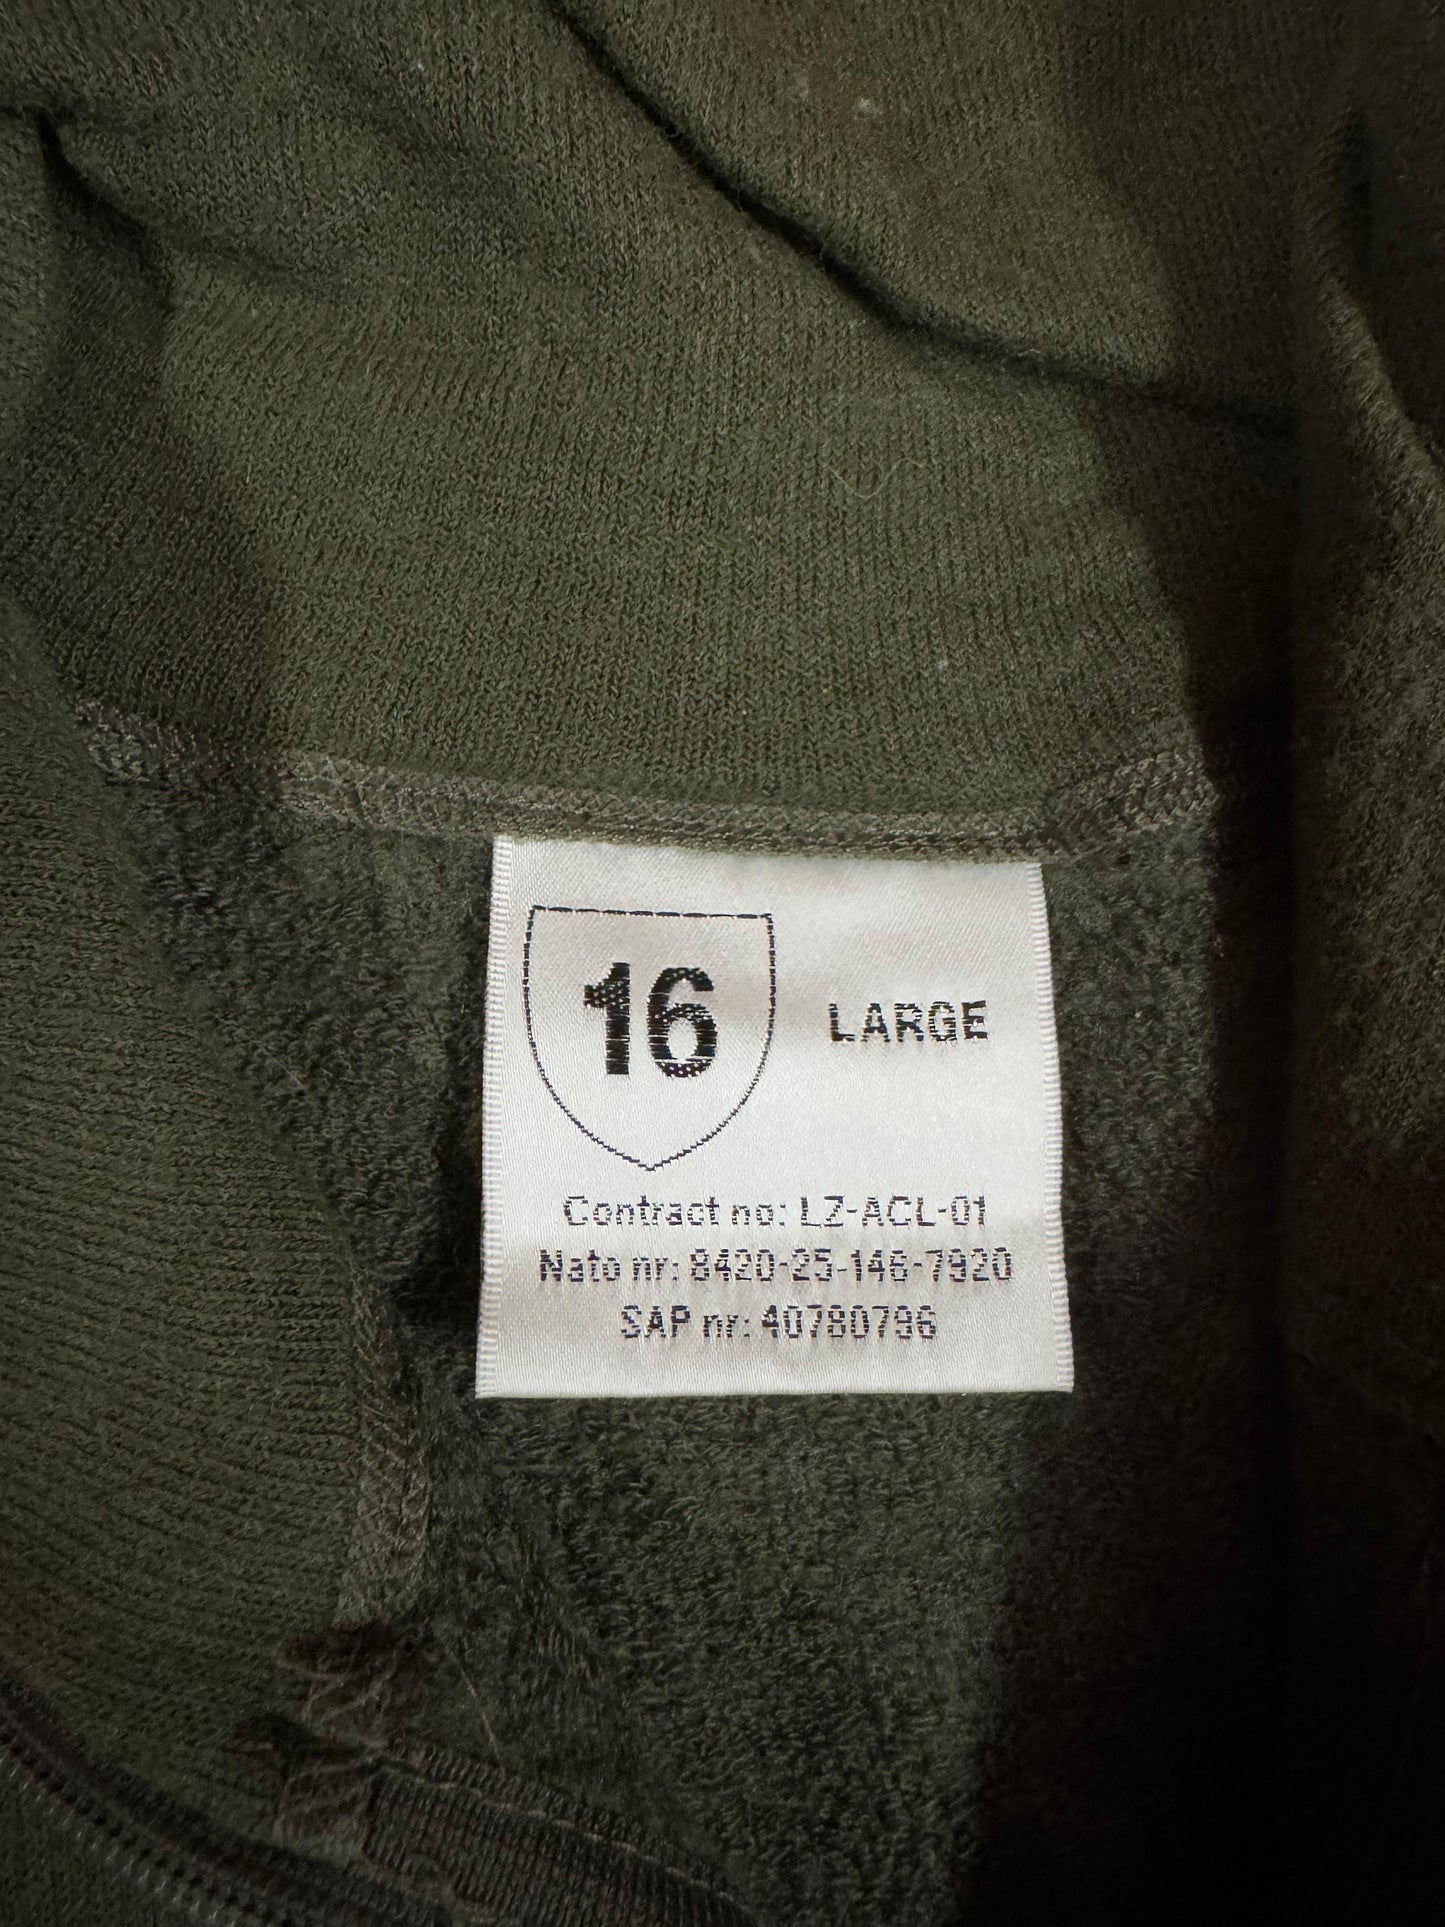 16 LARGE
Contract no: LZ-ACL-01
Nato nr: 8420-25-146-7920
SAP nr: 40780796